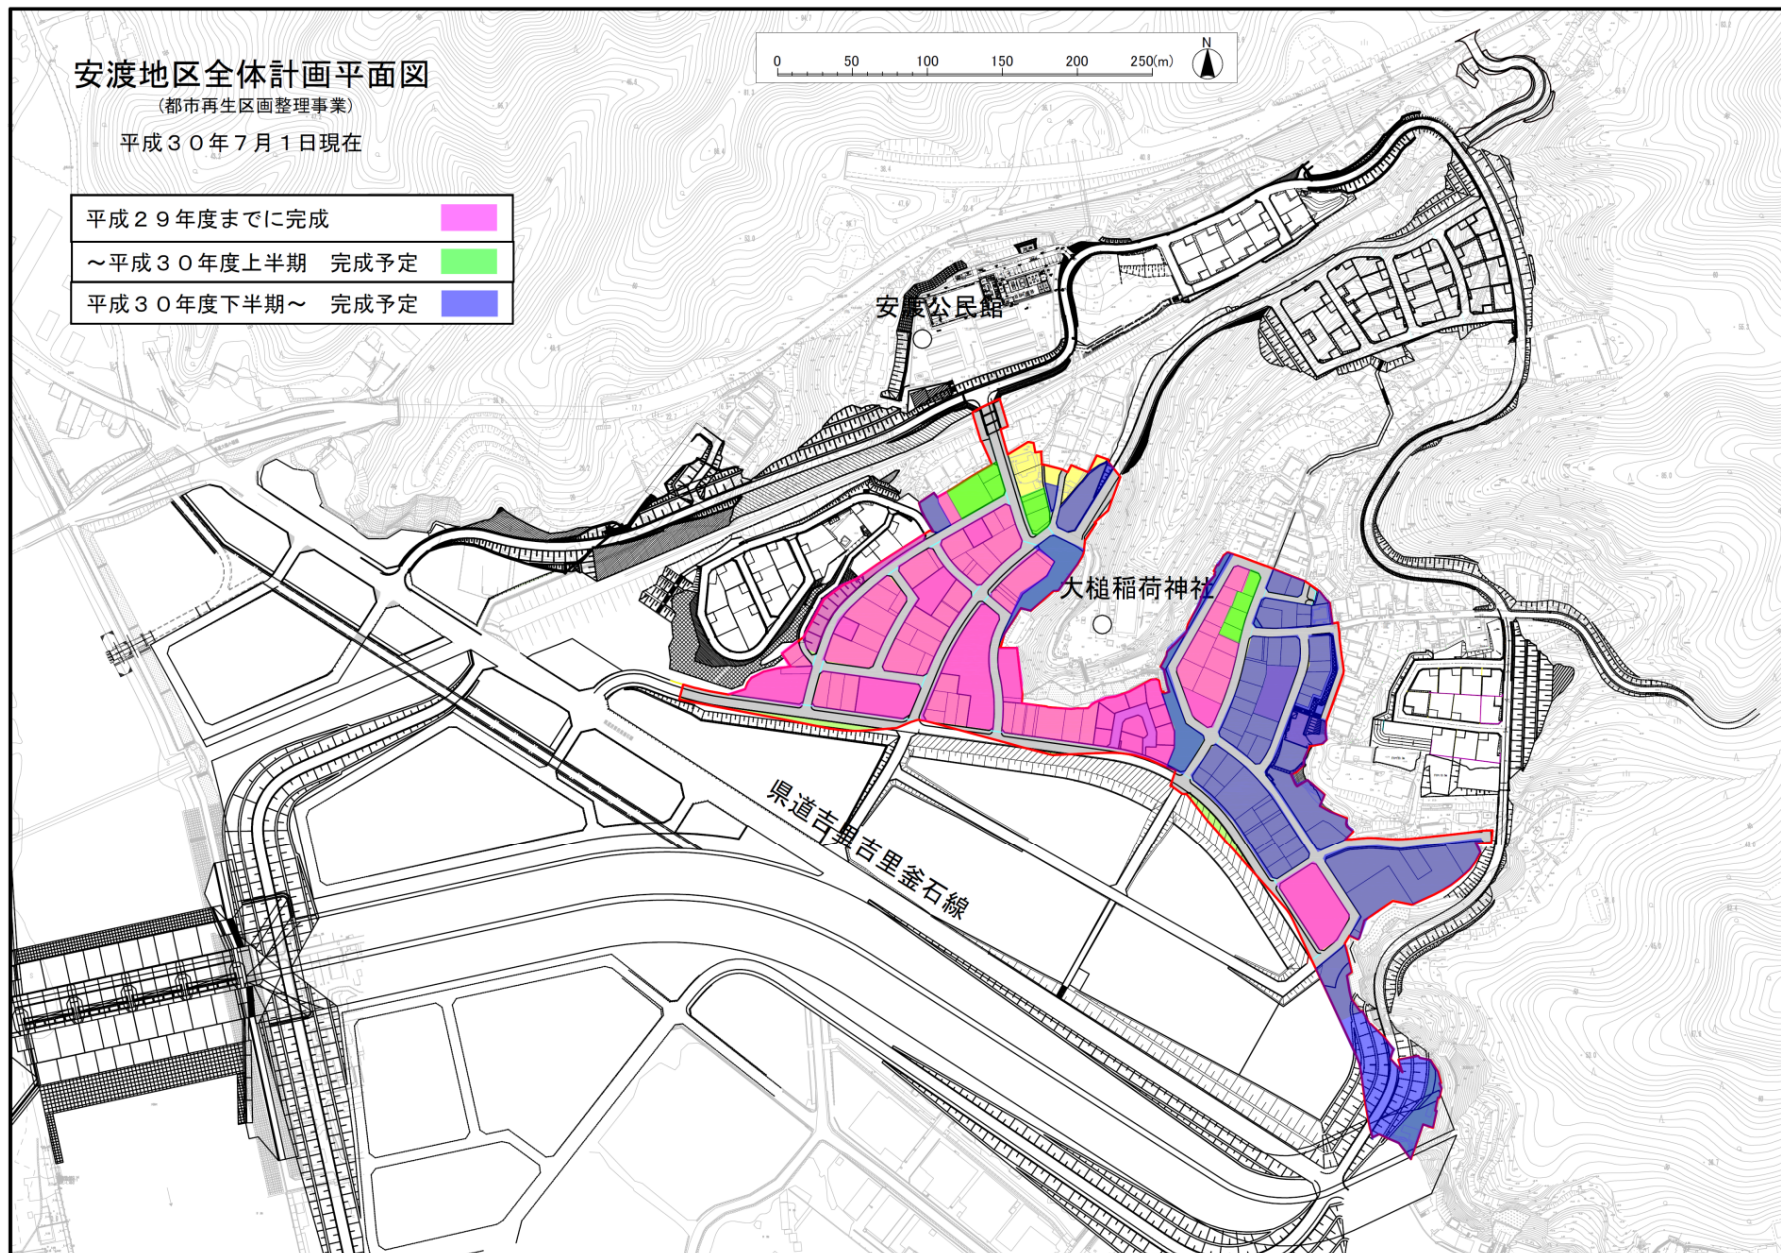 安渡地区全体計画平面図
(都市再生区画整理事業)
平成30年7月1日現在
0 50 100 150 200 250(m)
N
平成29年度までに完成
~平成30年度上半期 完成予定
平成30年度下半期~ 完成予定
安渡公民館
大槌稲荷神社
県道吉里吉里釜石線